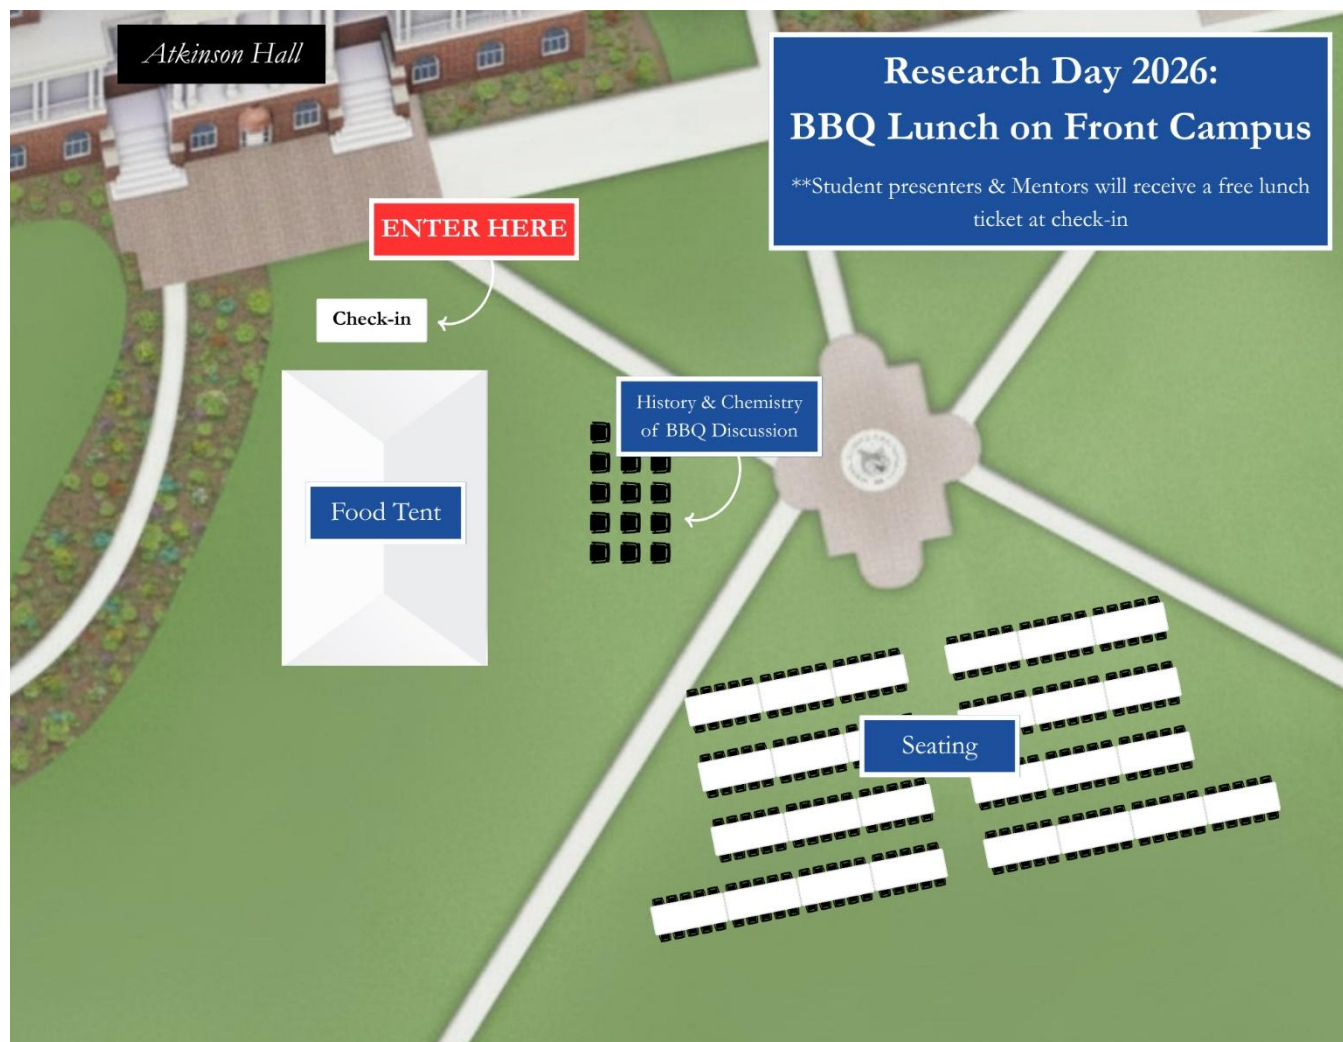 Atkinson Hall
Research Day 2026:
BBQ Lunch on Front Campus
**Student presenters & Mentors will receive a free lunch
ticket at check-in
ENTER HERE
Check-in
History & Chemistry
of BBQ Discussion
Food Tent
Seating